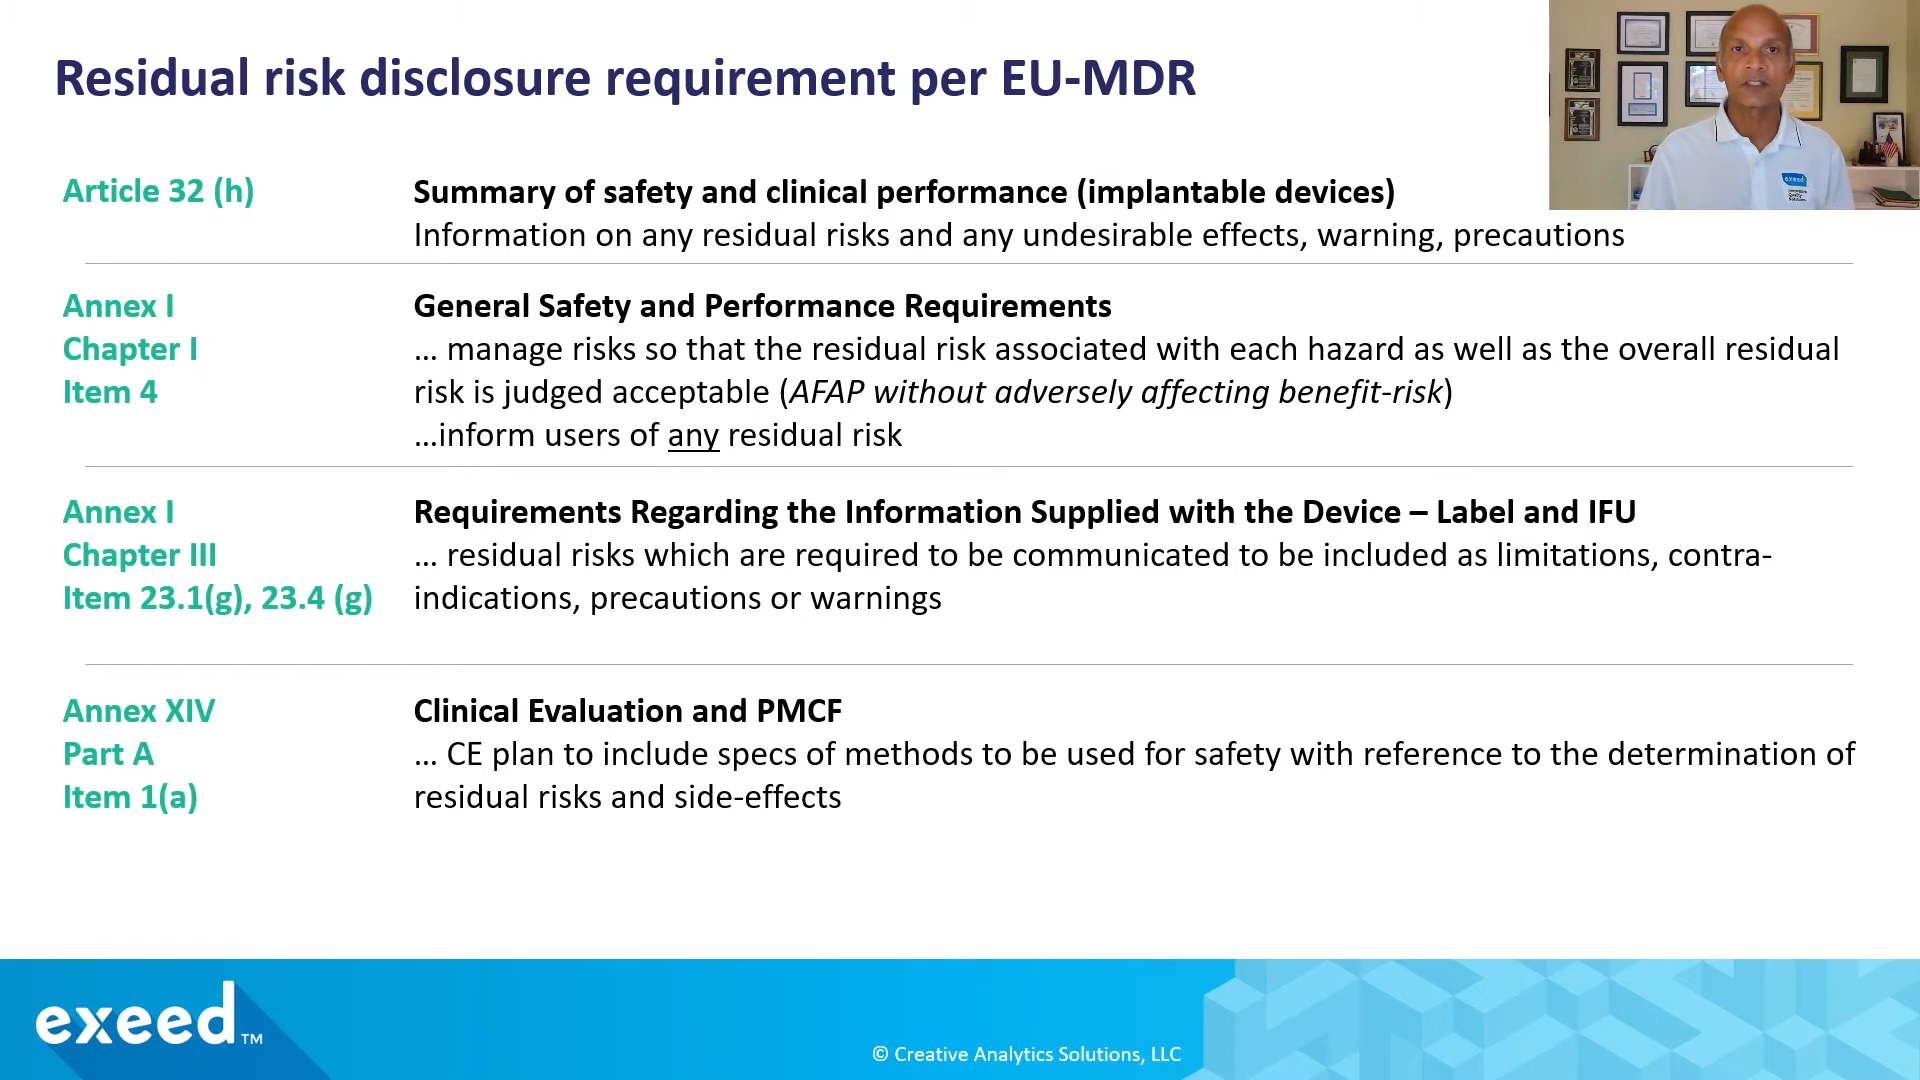 Residual risk disclosure requirement per EU-MDR
Article 32 (h)
Summary of safety and clinical performance (implantable devices)
Information on any residual risks and any undesirable effects, warning, precautions
Annex I
Chapter I
Item 4
General Safety and Performance Requirements
... manage risks so that the residual risk associated with each hazard as well as the overall residual
risk is judged acceptable (AFAP without adversely affecting benefit-risk)
...inform users of any residual risk
Annex I
Chapter III
Item 23.1(g), 23.4 (g)
Requirements Regarding the Information Supplied with the Device – Label and IFU
... residual risks which are required to be communicated to be included as limitations, contra-
indications, precautions or warnings
Annex XIV
Part A
Item 1(a)
Clinical Evaluation and PMCF
... CE plan to include specs of methods to be used for safety with reference to the determination of
residual risks and side-effects
exeed
exeed™
© Creative Analytics Solutions, LLC